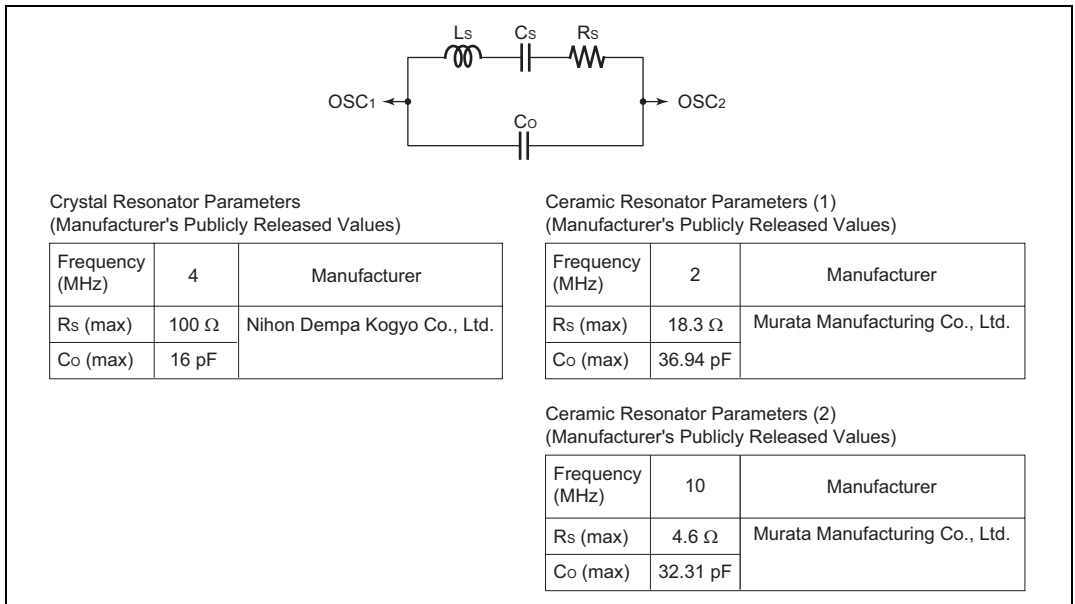 Ls Cs Rs
OSC1 OSC2
Co
Crystal Resonator Parameters
(Manufacturer's Publicly Released Values)
Frequency
(MHz)
4
Manufacturer
Rs (max)
100 Ω
Nihon Dempa Kogyo Co., Ltd.
Co (max)
16 pF
Ceramic Resonator Parameters (1)
(Manufacturer's Publicly Released Values)
Frequency
(MHz)
2
Manufacturer
Rs (max)
18.3 Ω
Murata Manufacturing Co., Ltd.
Co (max)
36.94 pF
Ceramic Resonator Parameters (2)
(Manufacturer's Publicly Released Values)
Frequency
(MHz)
10
Manufacturer
Rs (max)
4.6 Ω
Murata Manufacturing Co., Ltd.
Co (max)
32.31 pF